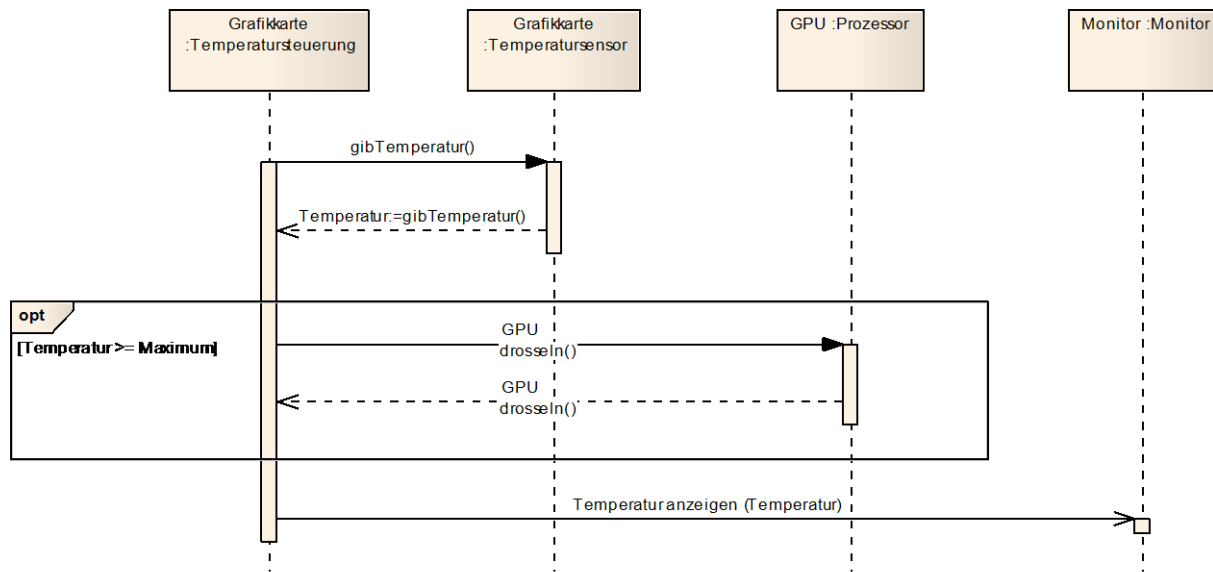 Grafikkarte
:Temperatursteuerung
Grafikkarte
:Temperatursensor
GPU :Prozessor
Monitor :Monitor
gibTemperatur()
Temperatur:=gibTemperatur()
opt
[Temperatur >= Maximum]
GPU
drosseln()
GPU
drosseln()
Temperatur anzeigen (Temperatur)